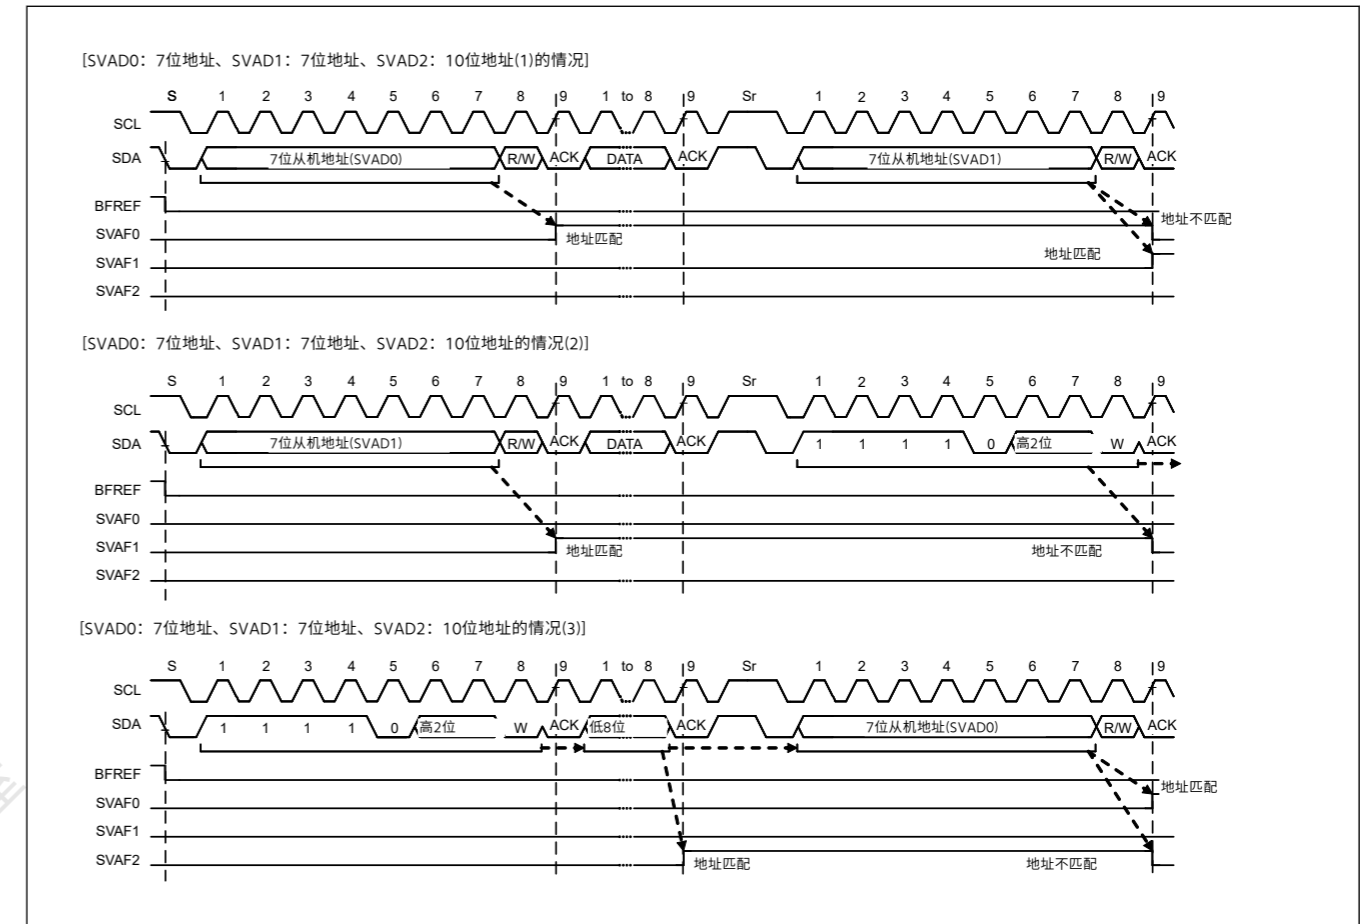 [SVAD0：7位地址、SVAD1：7位地址、SVAD2：10位地址(1)的情况]
S 1 2 3 4 5 6 7 8 9 1 to 8 9 Sr 1 2 3 4 5 6 7 8 9
SCL
SDA 7位从机地址(SVAD0) R/W ACK DATA ACK 7位从机地址(SVAD1) R/W ACK
BFREF
地址不匹配
SVAF0 地址匹配
SVAF1 地址匹配
SVAF2
[SVAD0：7位地址、SVAD1：7位地址、SVAD2：10位地址的情况(2)]
S 1 2 3 4 5 6 7 8 9 1 to 8 9 Sr 1 2 3 4 5 6 7 8 9
SCL
SDA 7位从机地址(SVAD1) R/W ACK DATA ACK 1 1 1 1 0 高2位 W ACK
BFREF
SVAF0
SVAF1 地址匹配 地址不匹配
SVAF2
[SVAD0：7位地址、SVAD1：7位地址、SVAD2：10位地址的情况(3)]
S 1 2 3 4 5 6 7 8 9 1 to 8 9 Sr 1 2 3 4 5 6 7 8 9
SCL
SDA 1 1 1 1 0 高2位 W ACK 低8位 ACK 7位从机地址(SVAD0) R/W ACK
BFREF
地址匹配
SVAF0
SVAF1
SVAF2 地址匹配 地址不匹配